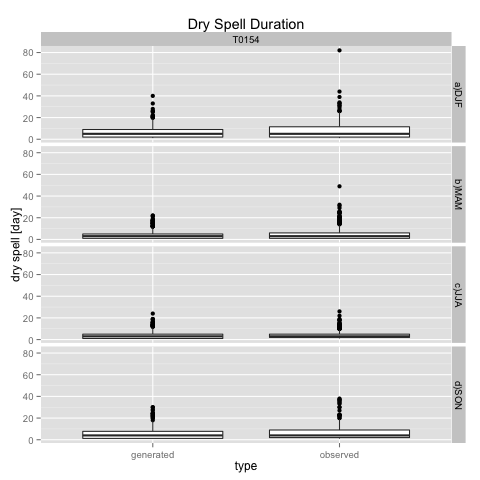 Dry Spell Duration
T0154
80
60
40
20
0
a)DJF
80
60
40
20
0
b)MAM
80
60
40
20
0
c)JJA
80
60
40
20
0
d)SON
dry spell [day]
generated observed
type